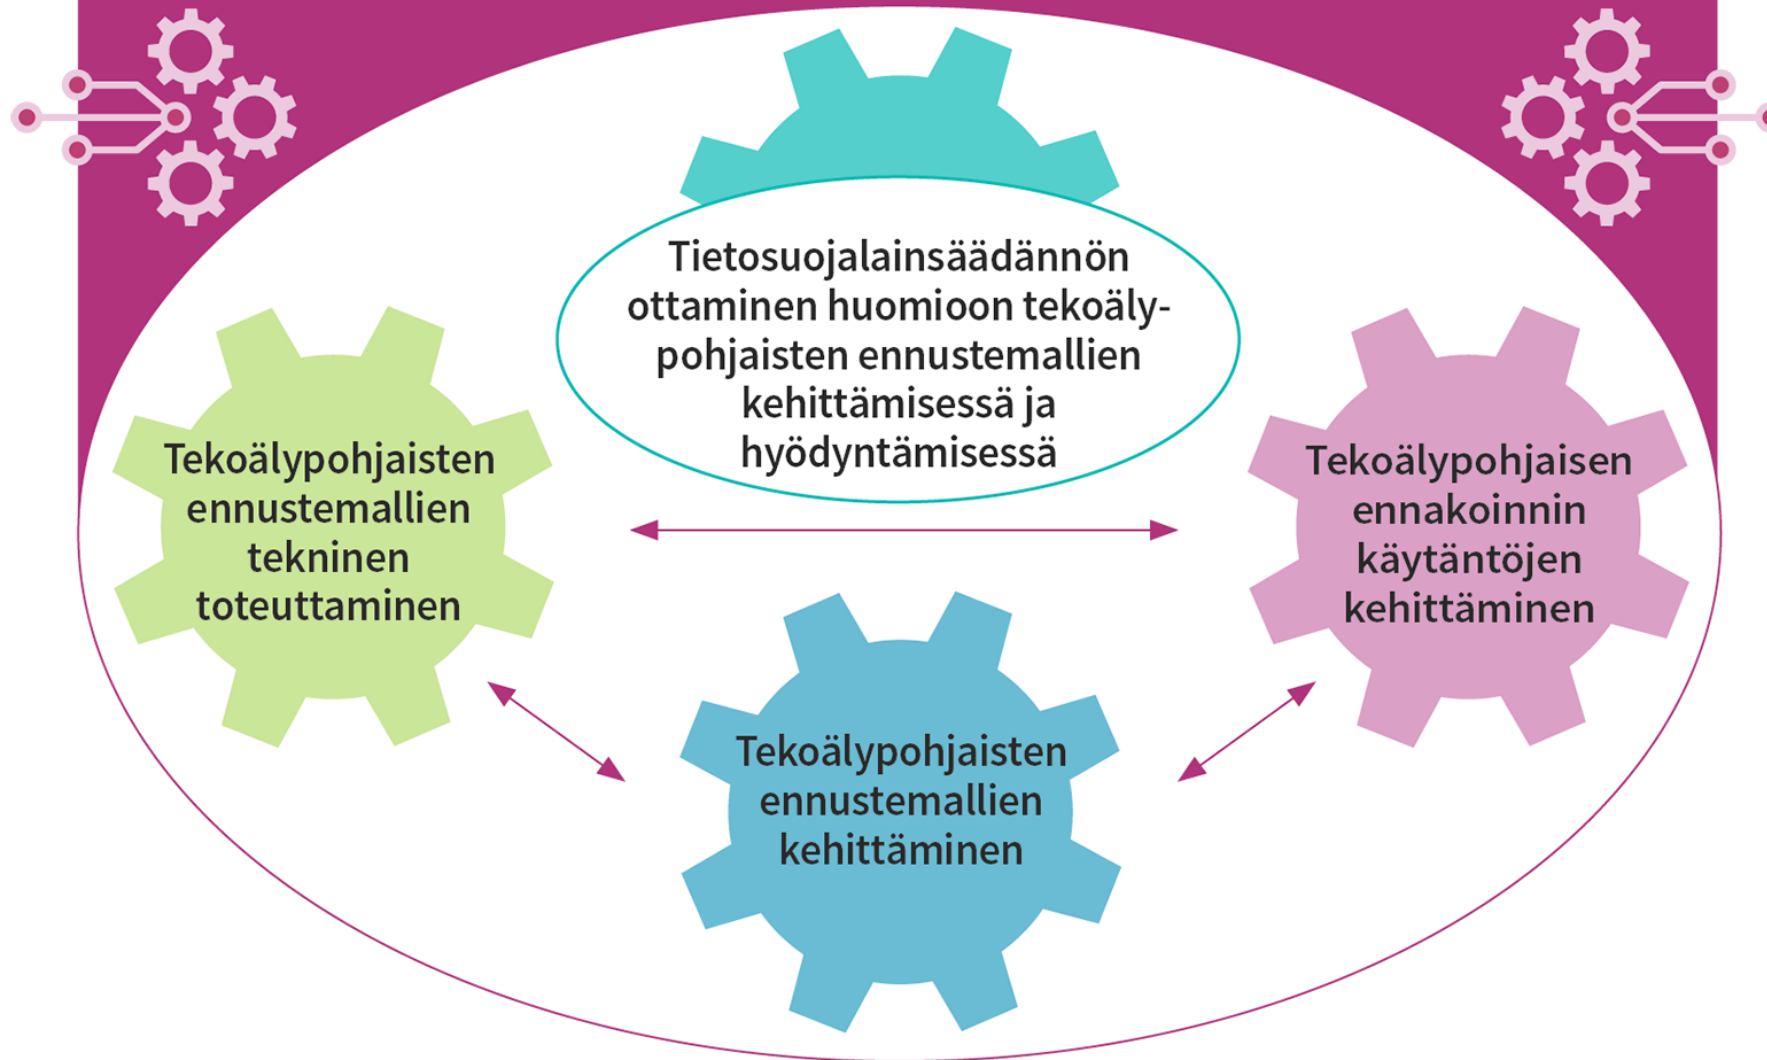 Tietosuojalainsäädännön
ottaminen huomioon tekoäly-
pohjaisten ennustemallien
kehittämisessä ja
hyödyntämisessä
Tekoälypohjaisten
ennustemallien
tekninen
toteuttaminen
Tekoälypohjaisen
ennakoinnin
käytäntöjen
kehittäminen
Tekoälypohjaisten
ennustemallien
kehittäminen